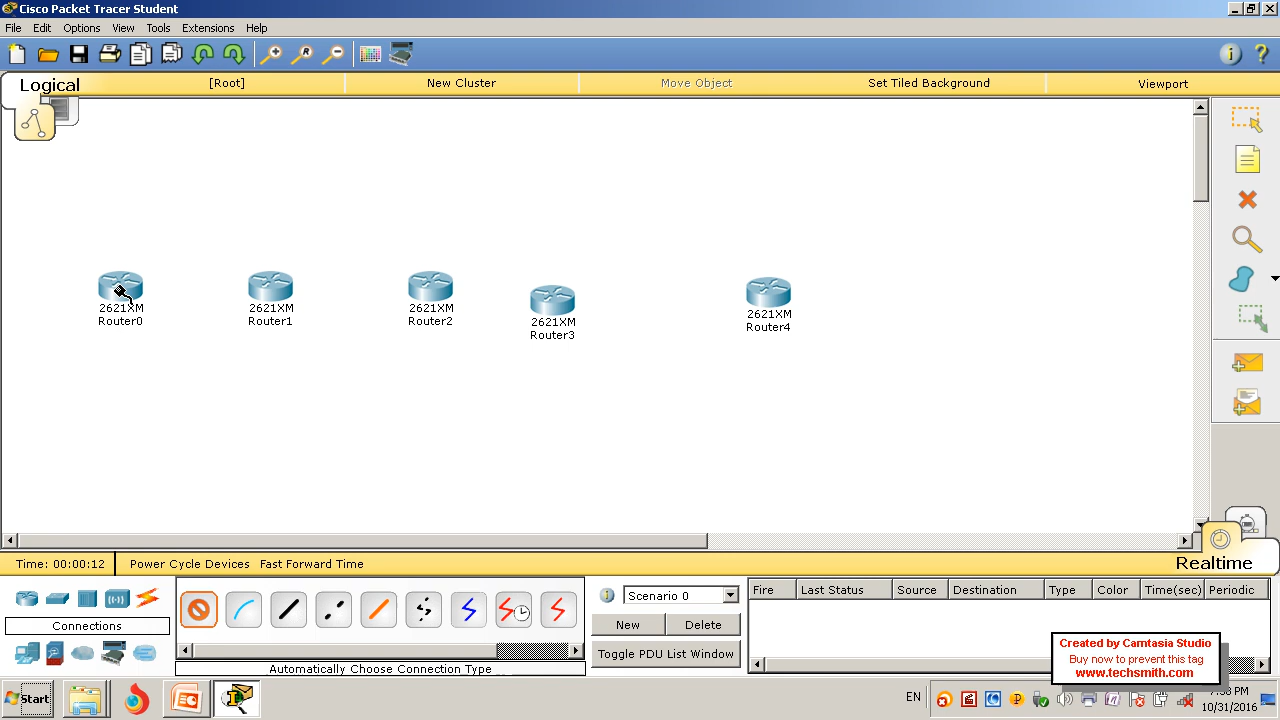 Cisco Packet Tracer Student
File Edit Options View Tools Extensions Help
Logical [Root] New Cluster Move Object Set Tiled Background Viewport
2621XM
Router0
2621XM
Router1
2621XM
Router2
2621XM
Router3
2621XM
Router4
Time: 00:00:12 Power Cycle Devices Fast Forward Time
Realtime
Connections
Automatically Choose Connection Type
Scenario 0
New Delete
Toggle PDU List Window
Fire Last Status Source Destination Type Color Time(sec) Periodic
Created by Camtasia Studio
Buy now to prevent this tag
www.techsmith.com
Start
EN
10/31/2016